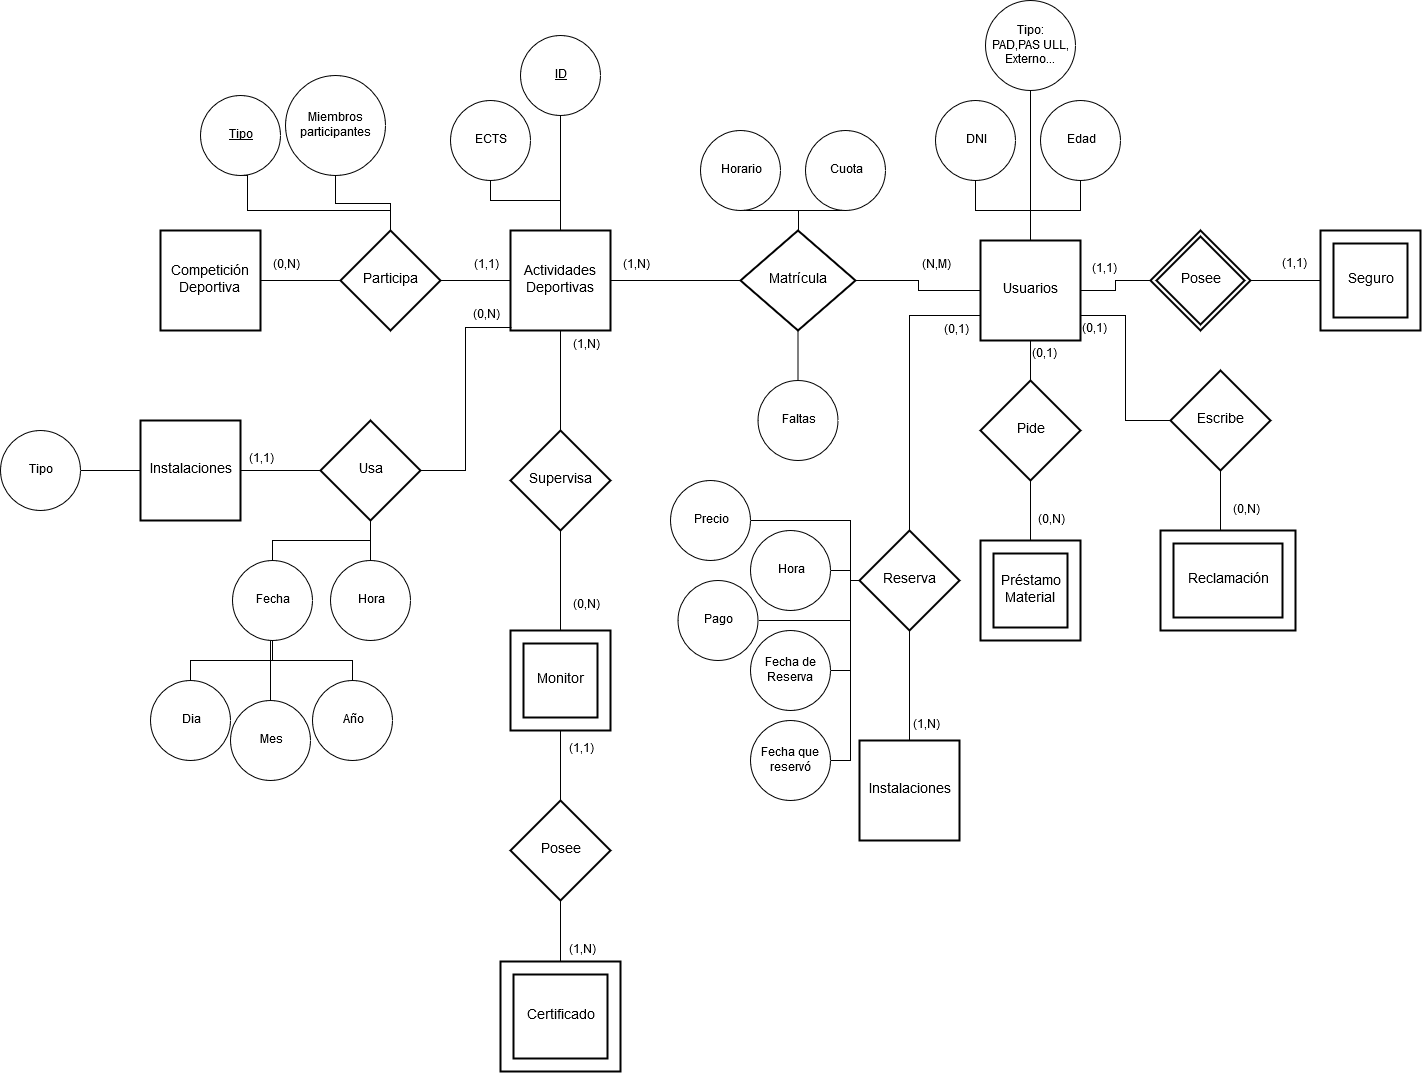 Tipo:
PAD,PAS ULL,
Externo...
ID
Miembros
participantes
Tipo
ECTS
DNI
Edad
Horario
Cuota
Competición
Deportiva
(0,N)
Participa
(1,1)
Actividades
Deportivas
(1,N)
Matrícula
(N,M)
Usuarios
(1,1)
Posee
(1,1)
Seguro
(0,N)
(1,N)
(0,1)
(0,1)
(0,1)
Faltas
Pide
Escribe
Tipo
Instalaciones
(1,1)
Usa
Supervisa
Precio
(0,N)
(0,N)
Hora
Reserva
Préstamo
Material
Reclamación
Fecha
Hora
(0,N)
Pago
Fecha de
Reserva
Monitor
Dia
Mes
Año
(1,N)
(1,1)
Fecha que
reservó
Instalaciones
Posee
(1,N)
Certificado